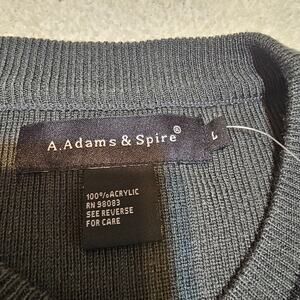 A.Adams & Spire®
L
100% ACRYLIC
RN 98083
SEE REVERSE
FOR CARE